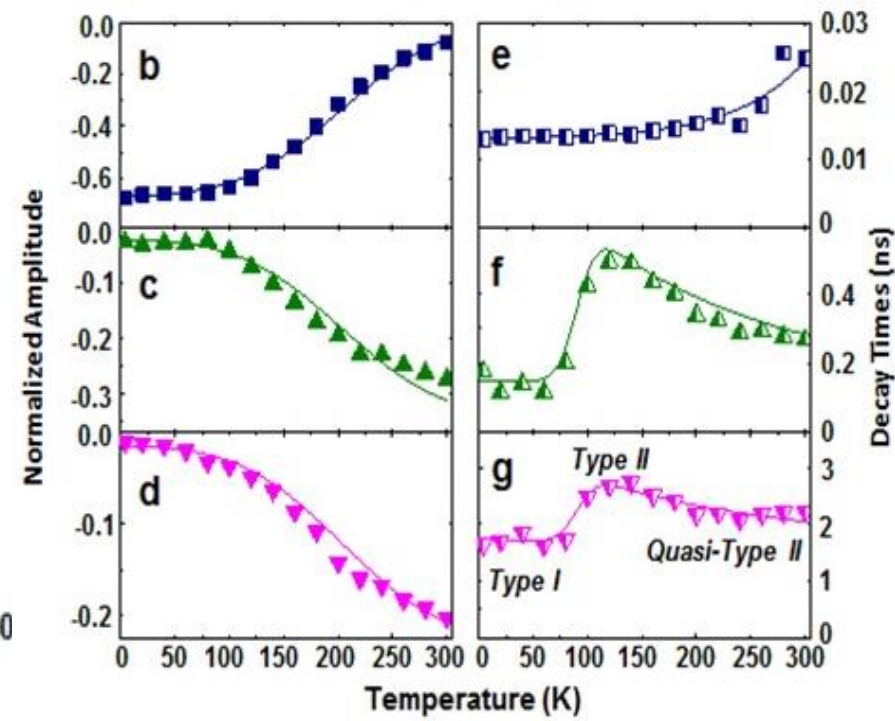 0.0
-0.2
-0.4
-0.6
b
e
0.03
0.02
0.01
0
0.0
-0.1
-0.2
-0.3
c
f
0.4
0.2
0
0.0
-0.1
-0.2
d
g
Type II
Type I
Quasi-Type II
3
2
1
0
0
0 50 100 150 200 250 300
0 50 100 150 200 250 300
Temperature (K)
Normalized Amplitude
Decay Times (ns)